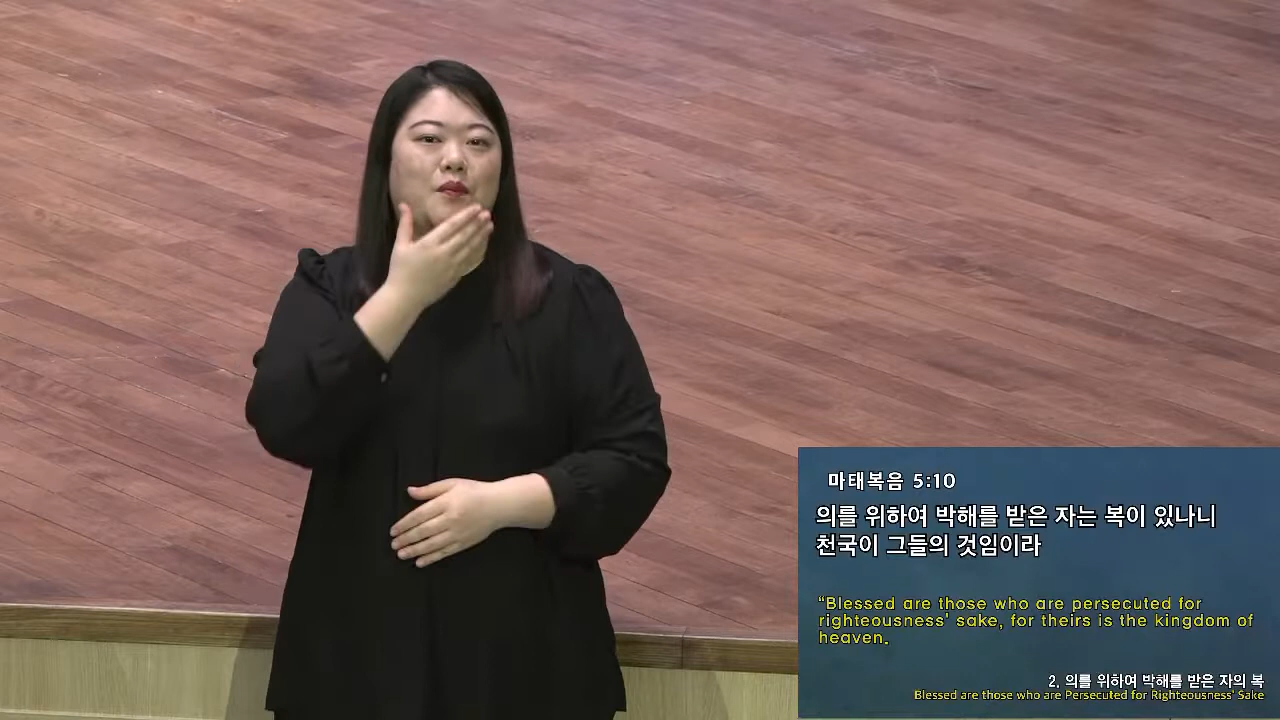 마태복음 5:10
의를 위하여 박해를 받은 자는 복이 있나니
천국이 그들의 것임이라
“Blessed are those who are persecuted for
righteousness' sake, for theirs is the kingdom of
heaven.
2. 의를 위하여 박해를 받은 자의 복
Blessed are those who are Persecuted for Righteousness' Sake